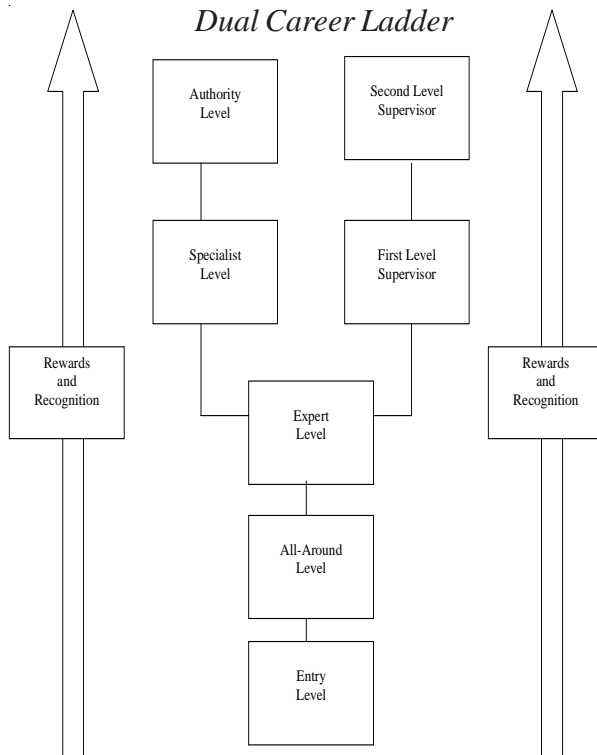 Dual Career Ladder
Authority
Level
Second Level
Supervisor
Specialist
Level
First Level
Supervisor
Rewards
and
Recognition
Rewards
and
Recognition
Expert
Level
All-Around
Level
Entry
Level